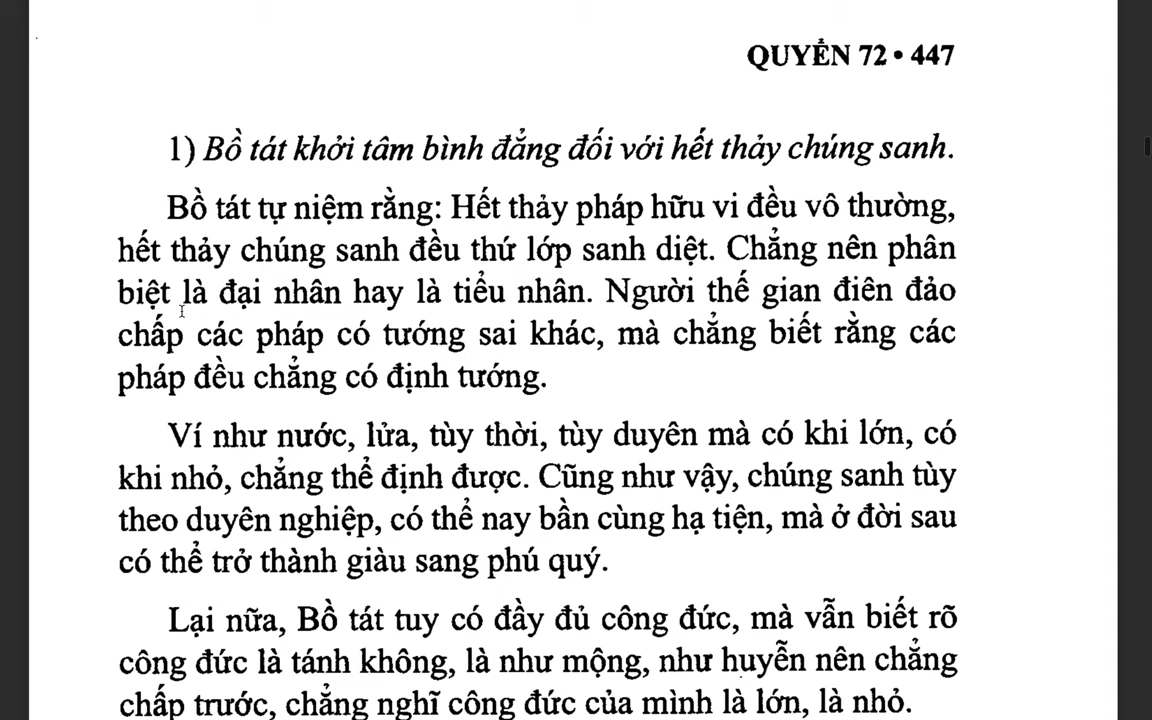 QUYỂN 72 • 447
1) Bồ tát khởi tâm bình đẳng đối với hết thảy chúng sanh.
Bồ tát tự niệm rằng: Hết thảy pháp hữu vi đều vô thường,
hết thảy chúng sanh đều thứ lớp sanh diệt. Chẳng nên phân
biệt là đại nhân hay là tiểu nhân. Người thế gian điên đảo
chấp các pháp có tướng sai khác, mà chẳng biết rằng các
pháp đều chẳng có định tướng.
Ví như nước, lửa, tùy thời, tùy duyên mà có khi lớn, có
khi nhỏ, chẳng thể định được. Cũng như vậy, chúng sanh tùy
theo duyên nghiệp, có thể nay bần cùng hạ tiện, mà ở đời sau
có thể trở thành giàu sang phú quý.
Lại nữa, Bồ tát tuy có đầy đủ công đức, mà vẫn biết rõ
công đức là tánh không, là như mộng, như huyễn nên chẳng
chấp trước, chẳng nghĩ công đức của mình là lớn, là nhỏ.